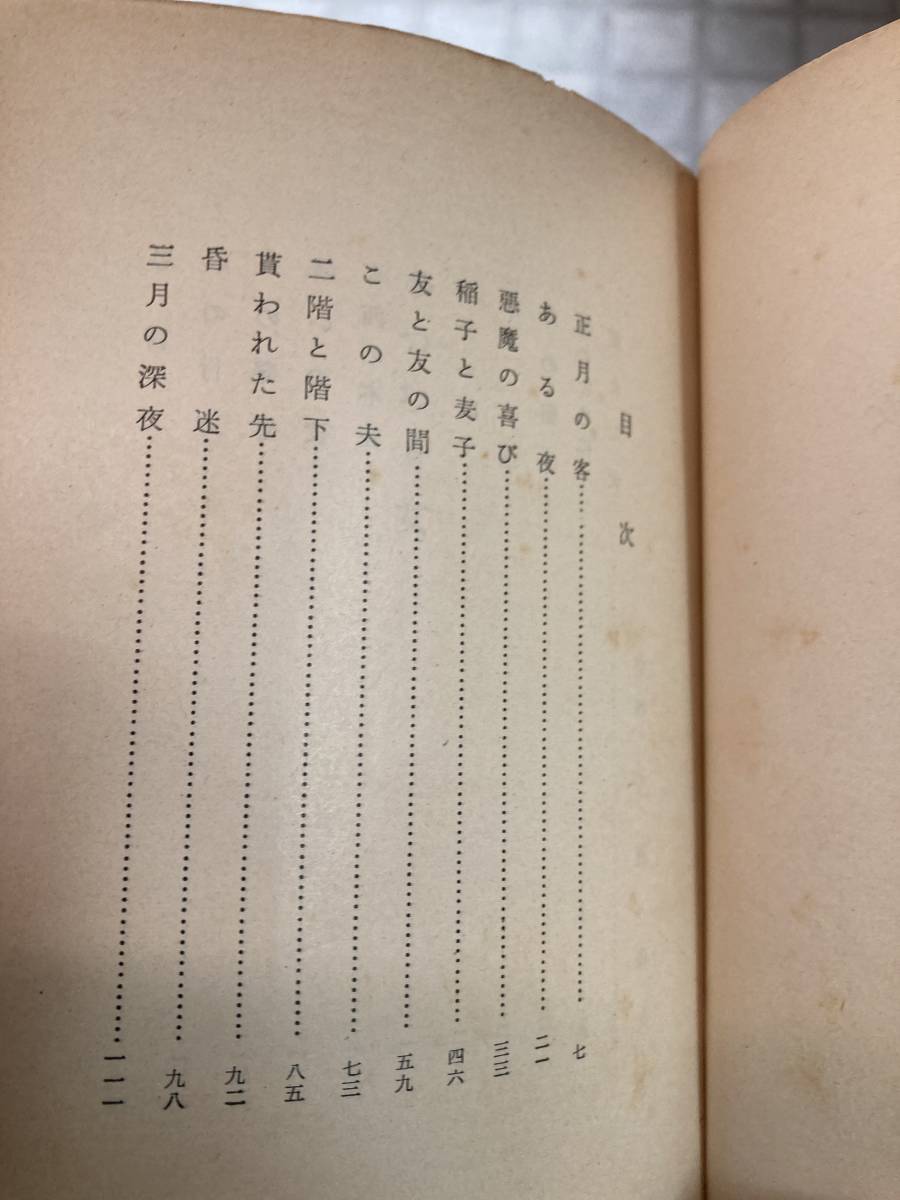 目次
正月の客……七
ある夜……二一
惡魔の喜び……三三
稲子と麦子……四六
友と友の間……五九
この夫……七三
二階と階下……八五
貰われた先……九二
昏迷……九八
三月の深夜……一一一